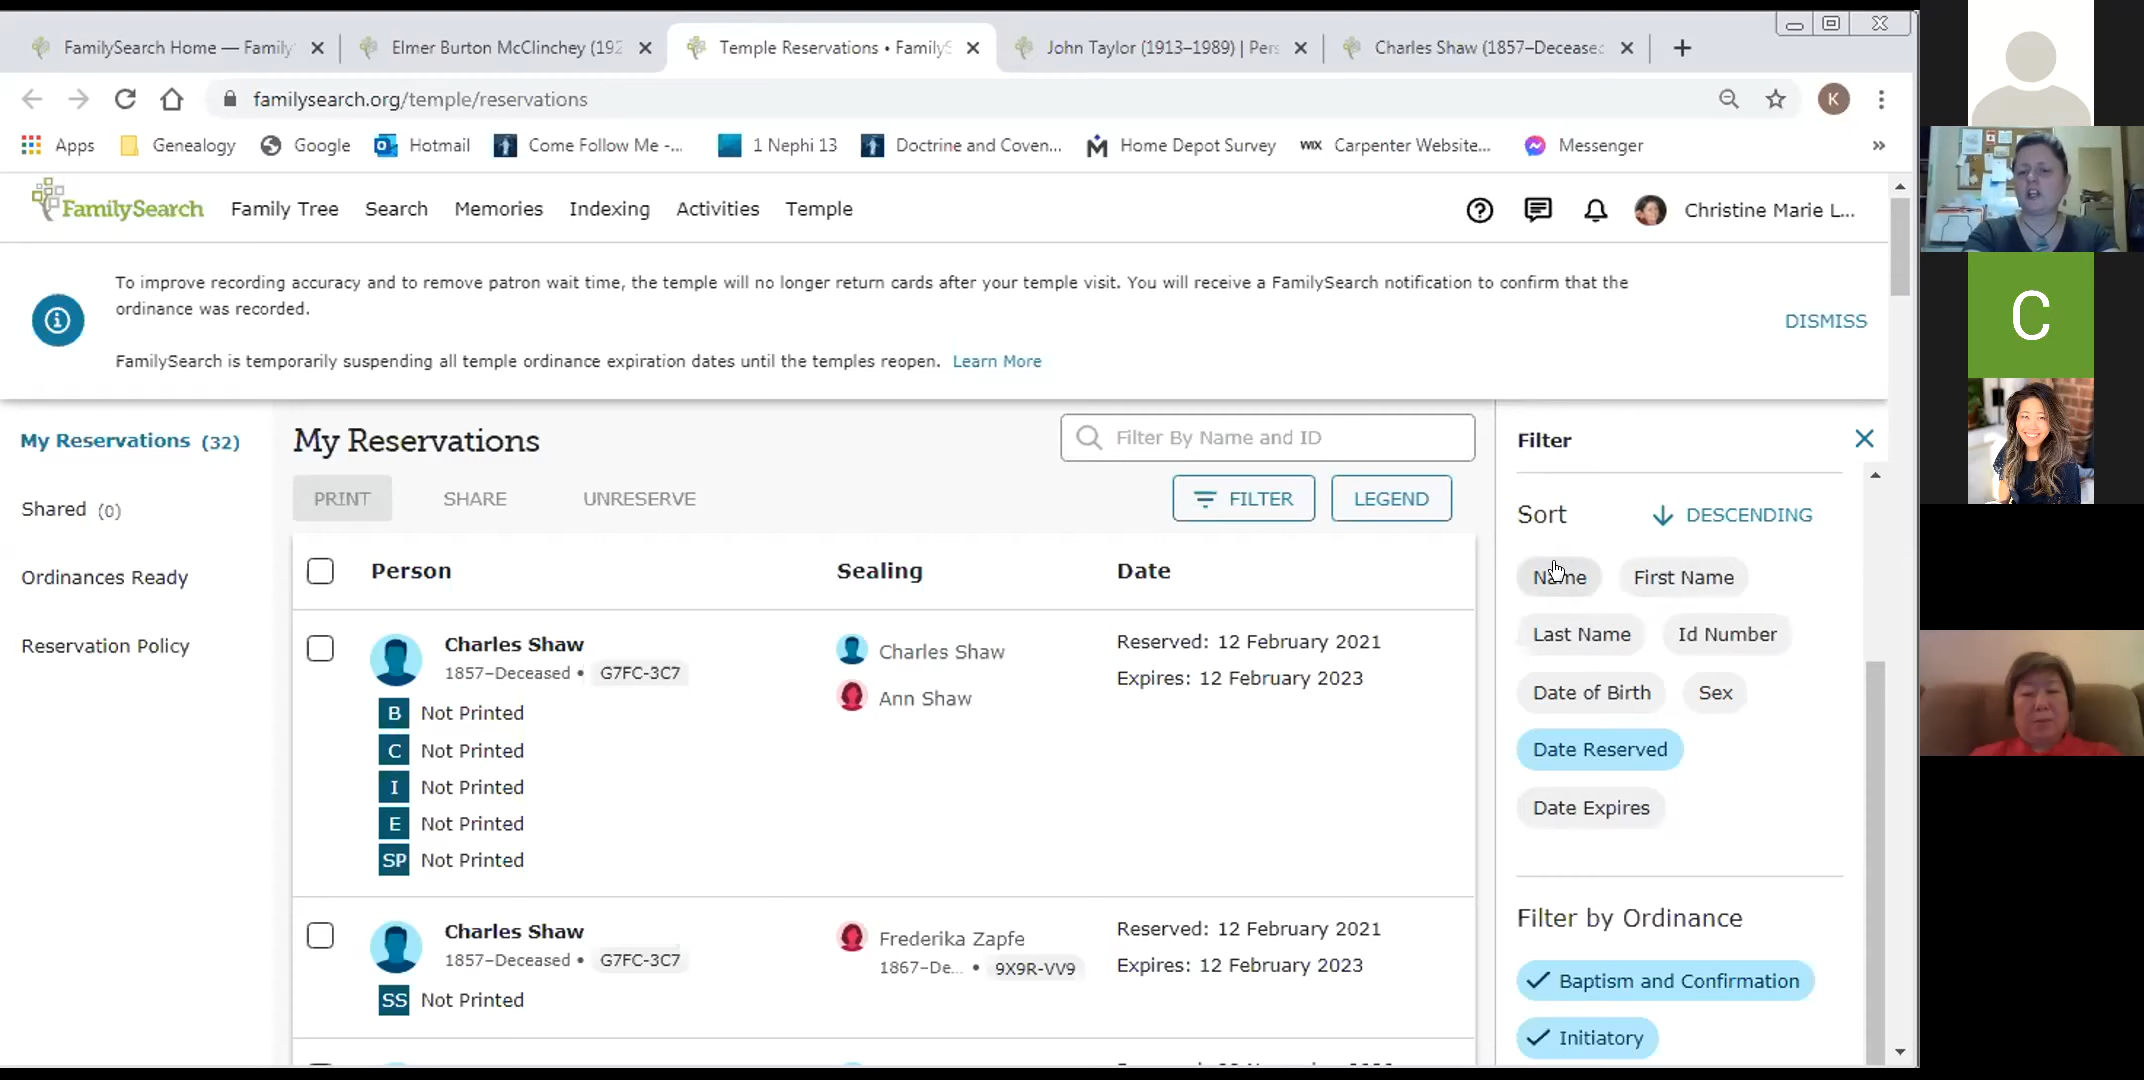 FamilySearch Home — Family
Elmer Burton McClinchey (192
Temple Reservations • FamilyS
John Taylor (1913–1989) | Pers
Charles Shaw (1857–Deceased
familysearch.org/temple/reservations
K
Apps
Genealogy
Google
Hotmail
Come Follow Me -...
1 Nephi 13
Doctrine and Coven...
Home Depot Survey
WIX Carpenter Website...
Messenger
»
FamilySearch
Family Tree
Search
Memories
Indexing
Activities
Temple
Christine Marie L...
To improve recording accuracy and to remove patron wait time, the temple will no longer return cards after your temple visit. You will receive a FamilySearch notification to confirm that the
ordinance was recorded.
FamilySearch is temporarily suspending all temple ordinance expiration dates until the temples reopen. Learn More
DISMISS
My Reservations (32)
Shared (0)
Ordinances Ready
Reservation Policy
My Reservations
Filter By Name and ID
PRINT
SHARE
UNRESERVE
FILTER
LEGEND
Person
Sealing
Date
Charles Shaw
1857–Deceased • G7FC-3C7
B Not Printed
C Not Printed
I Not Printed
E Not Printed
SP Not Printed
Charles Shaw
Ann Shaw
Reserved: 12 February 2021
Expires: 12 February 2023
Charles Shaw
1857–Deceased • G7FC-3C7
SS Not Printed
Frederika Zapfe
1867–De... • 9X9R-VV9
Reserved: 12 February 2021
Expires: 12 February 2023
Filter
Sort
DESCENDING
Name
First Name
Last Name
Id Number
Date of Birth
Sex
Date Reserved
Date Expires
Filter by Ordinance
Baptism and Confirmation
Initiatory
C